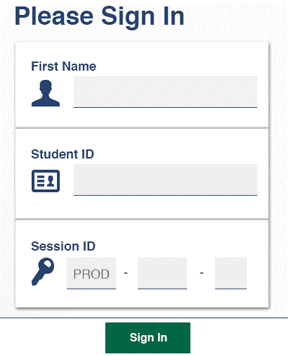 Please Sign In
First Name
Student ID
Session ID
PROD - -
Sign In